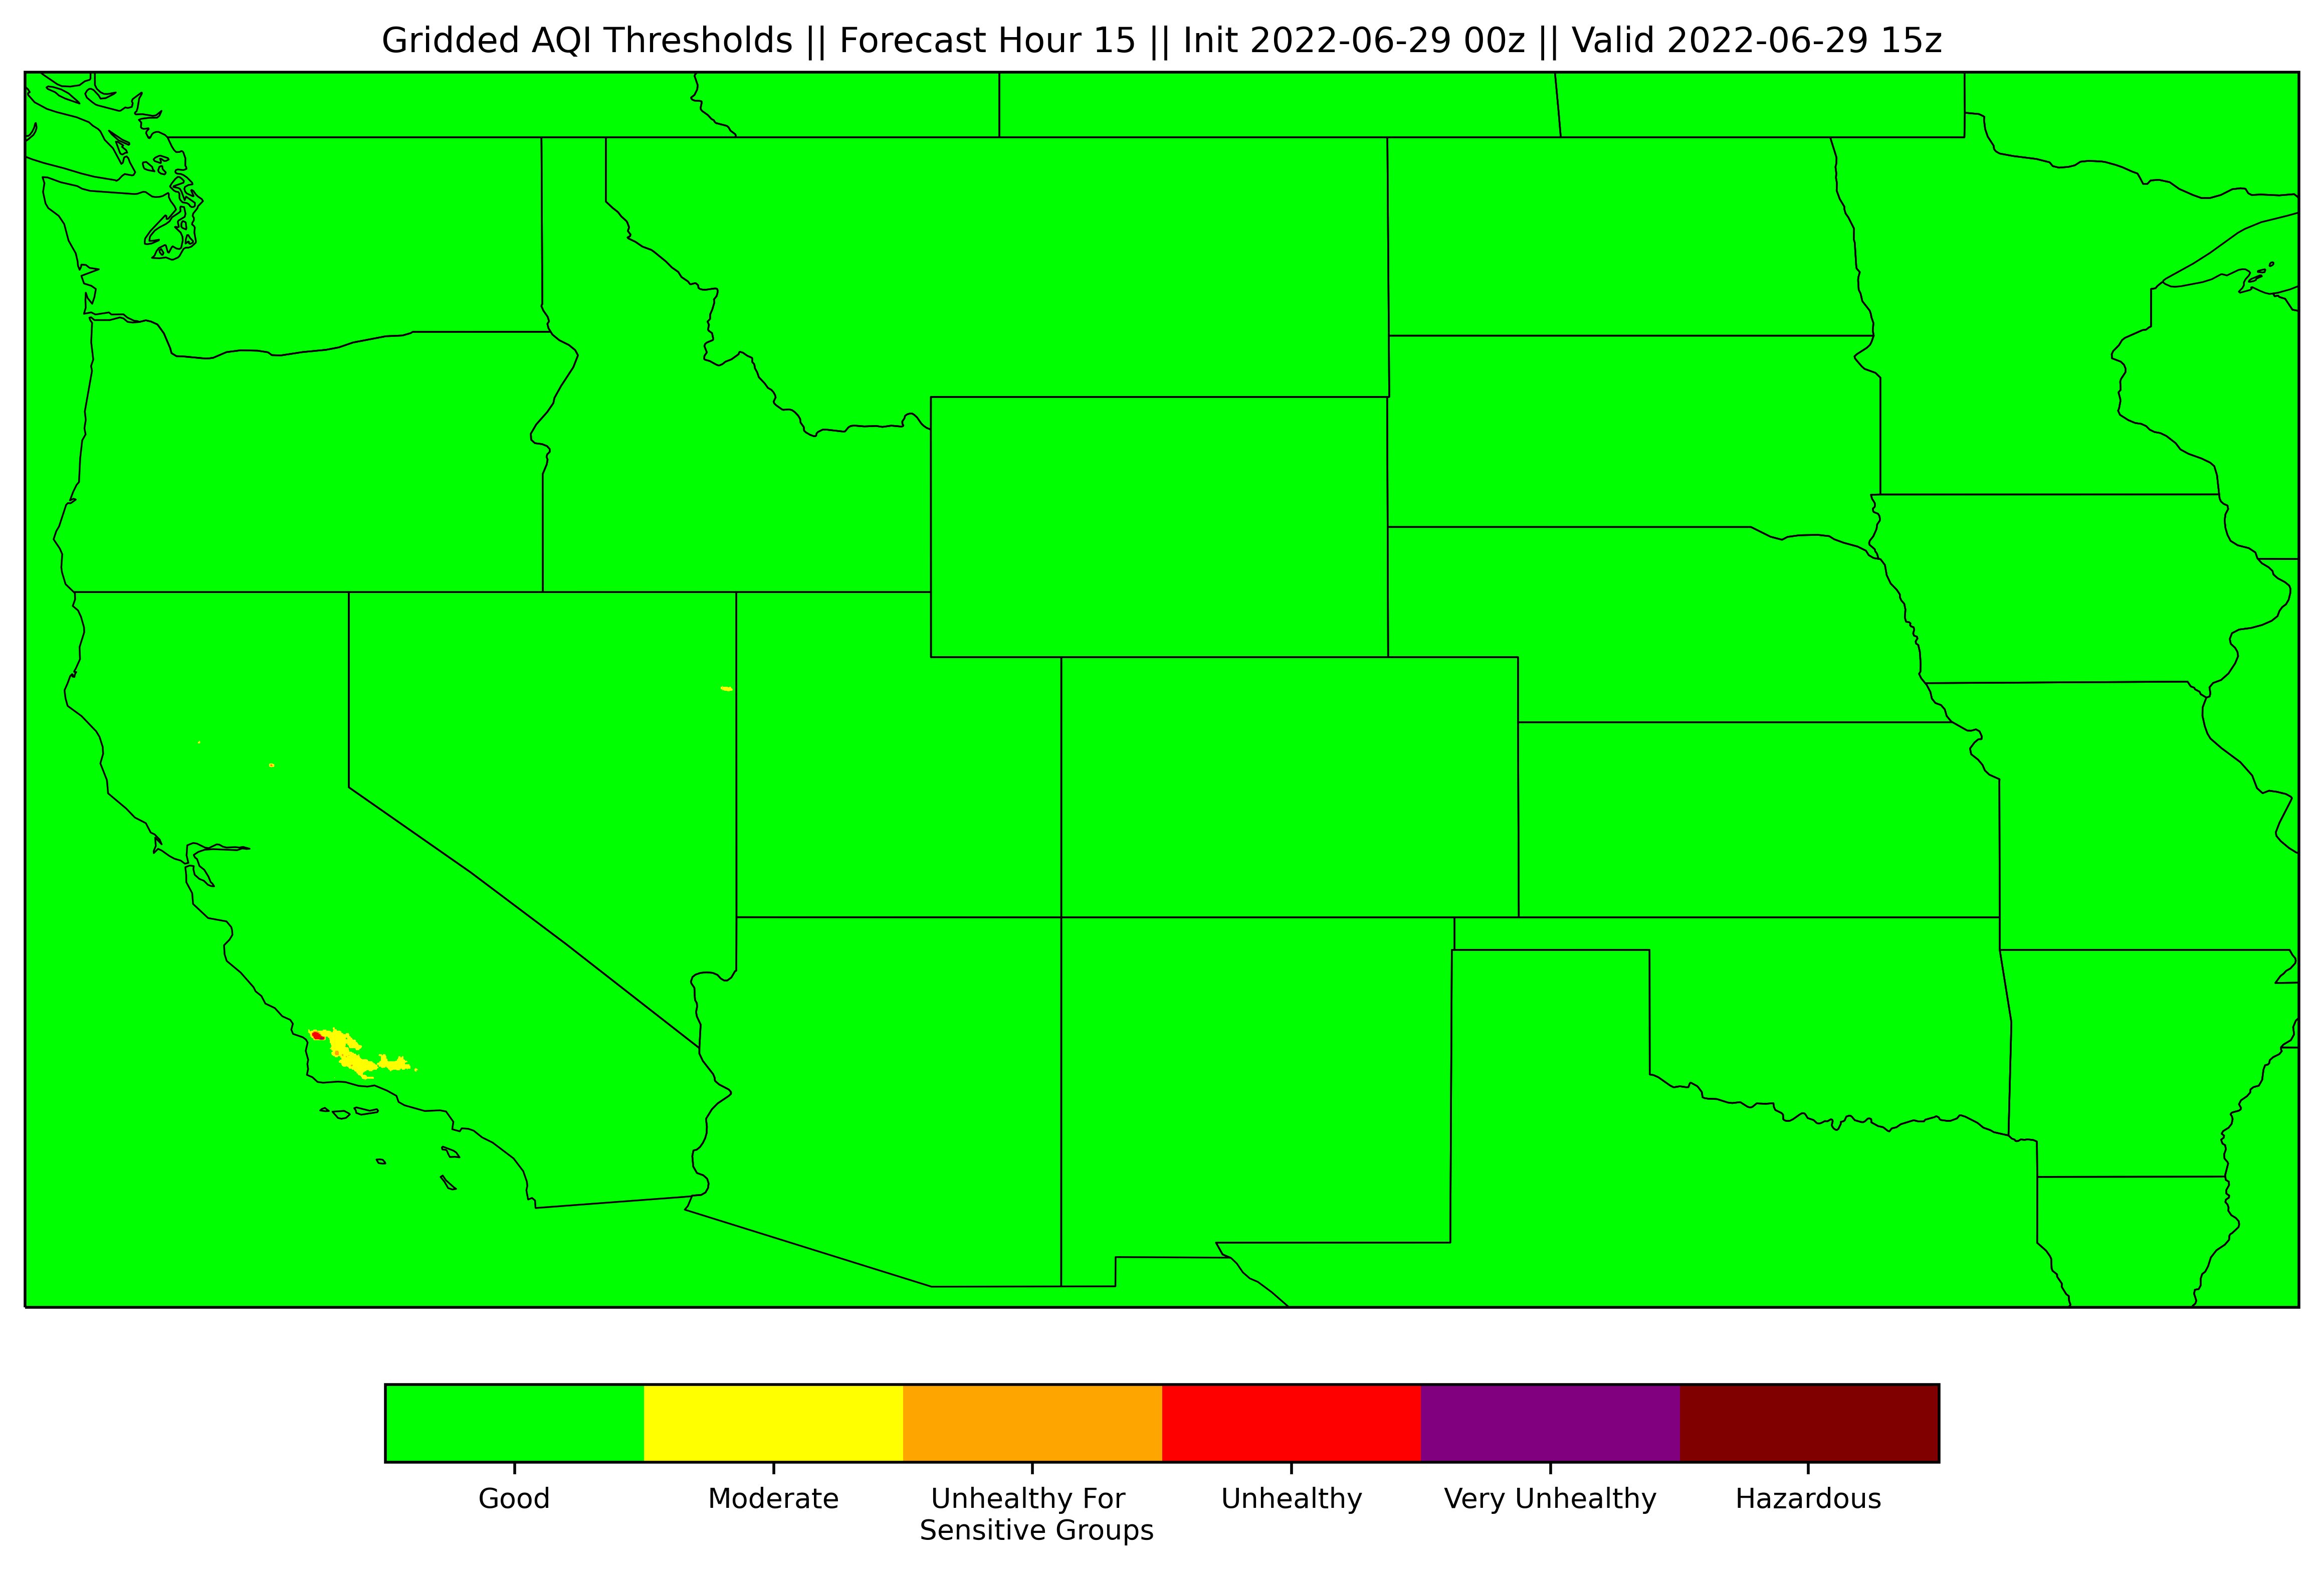 Gridded AQI Thresholds || Forecast Hour 15 || Init 2022-06-29 00z || Valid 2022-06-29 15z
Good
Moderate
Unhealthy For
Sensitive Groups
Unhealthy
Very Unhealthy
Hazardous